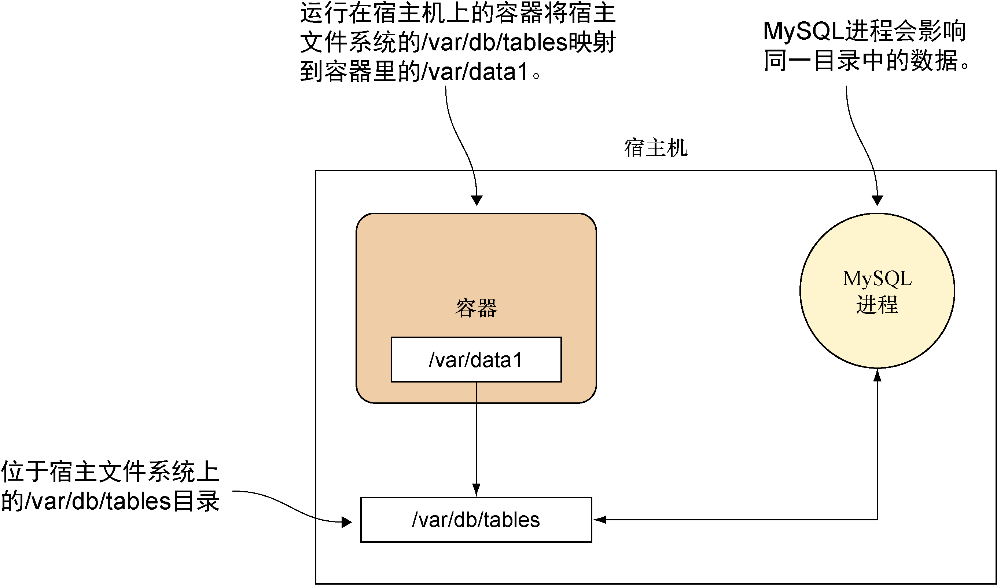 运行在宿主机上的容器将宿主
文件系统的/var/db/tables映射
到容器里的/var/data1。
MySQL进程会影响
同一目录中的数据。
宿主机
容器
/var/data1
MySQL
进程
位于宿主文件系统上
的/var/db/tables目录
/var/db/tables